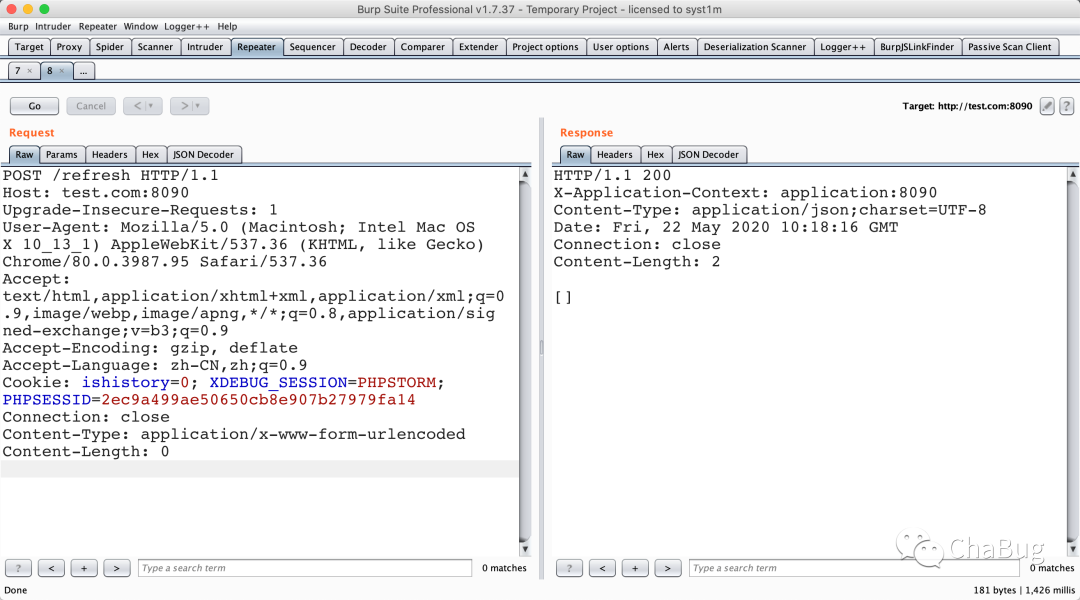 Burp Suite Professional v1.7.37 - Temporary Project - licensed to syst1m
Burp Intruder Repeater Window Logger++ Help
Target Proxy Spider Scanner Intruder Repeater Sequencer Decoder Comparer Extender Project options User options Alerts Deserialization Scanner Logger++ BurpJSLinkFinder Passive Scan Client
7 × 8 × ...
Go Cancel < | ▾ > | ▾ Target: http://test.com:8090 ?
Request
Raw Params Headers Hex JSON Decoder
POST /refresh HTTP/1.1
Host: test.com:8090
Upgrade-Insecure-Requests: 1
User-Agent: Mozilla/5.0 (Macintosh; Intel Mac OS
X 10_13_1) AppleWebKit/537.36 (KHTML, like Gecko)
Chrome/80.0.3987.95 Safari/537.36
Accept:
text/html,application/xhtml+xml,application/xml;q=0
.9,image/webp,image/apng,*/*;q=0.8,application/sig
ned-exchange;v=b3;q=0.9
Accept-Encoding: gzip, deflate
Accept-Language: zh-CN,zh;q=0.9
Cookie: ishistory=0; XDEBUG_SESSION=PHPSTORM;
PHPSESSID=2ec9a499ae50650cb8e907b27979fa14
Connection: close
Content-Type: application/x-www-form-urlencoded
Content-Length: 0
? < + > Type a search term 0 matches
Response
Raw Headers Hex JSON Decoder
HTTP/1.1 200
X-Application-Context: application:8090
Content-Type: application/json;charset=UTF-8
Date: Fri, 22 May 2020 10:18:16 GMT
Connection: close
Content-Length: 2
[]
? < + > Type a search term 0 matches
ChaBug
Done 181 bytes | 1,426 millis